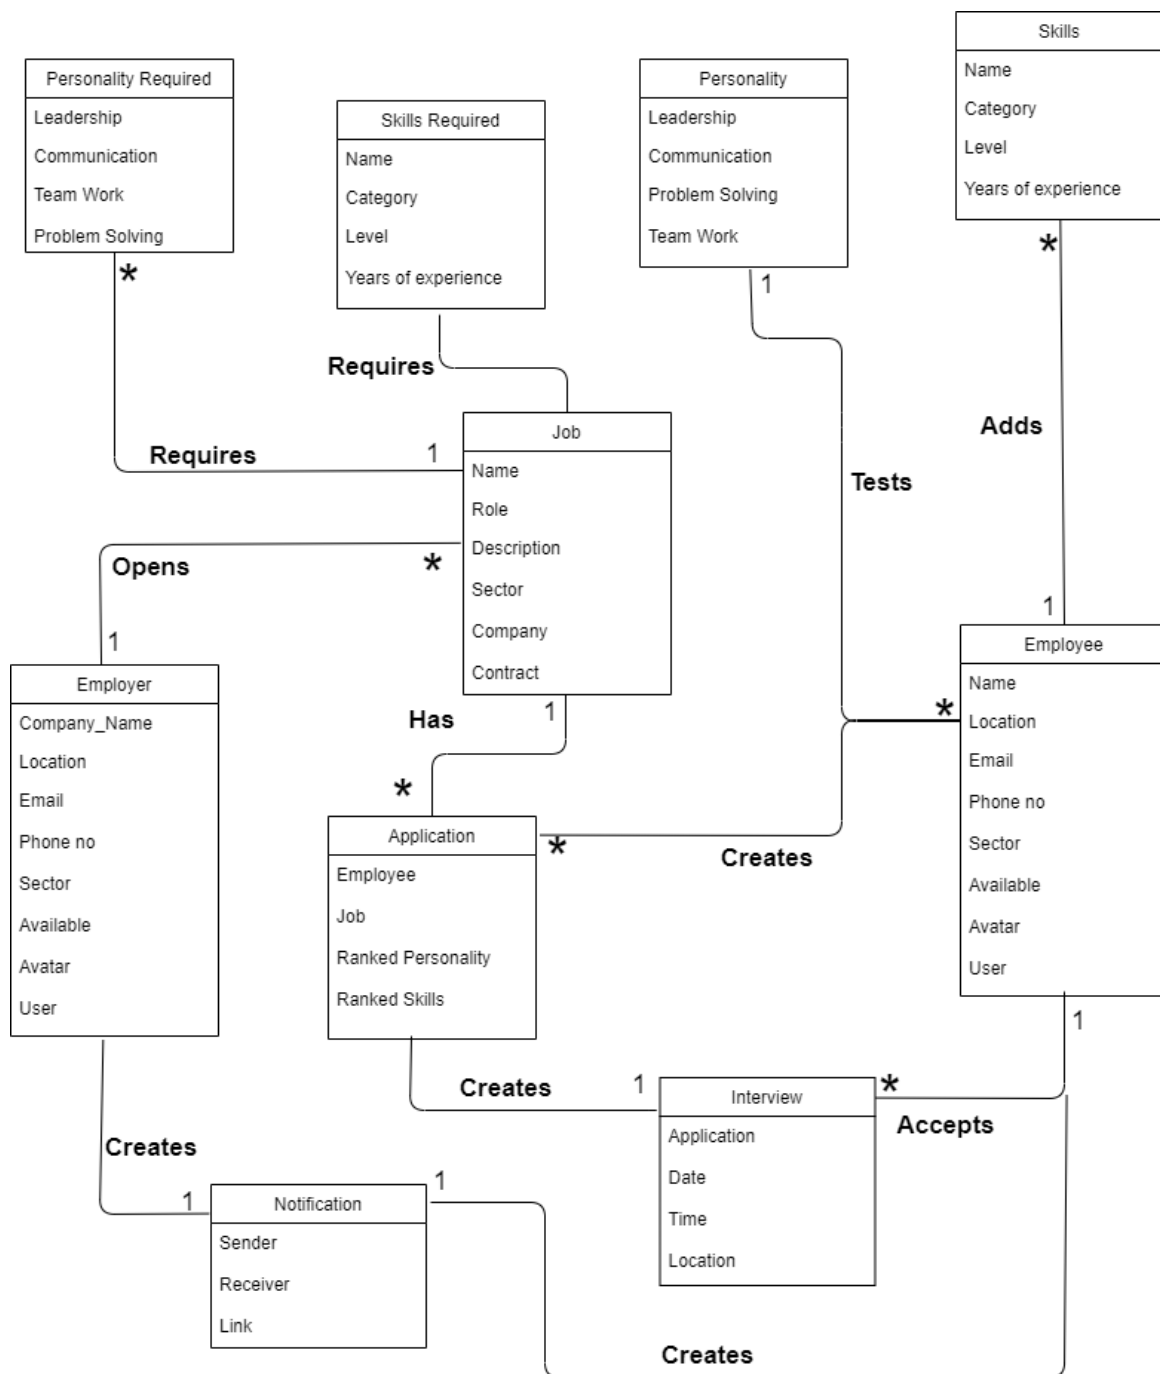 Personality Required
Leadership
Communication
Team Work
Problem Solving
*
Skills Required
Name
Category
Level
Years of experience
Personality
Leadership
Communication
Problem Solving
Team Work
1
Skills
Name
Category
Level
Years of experience
*
Requires
Requires
1
Adds
Tests
Job
Name
Role
Description
Sector
Company
Contract
Opens
*
1
1
Employer
Company_Name
Location
Email
Phone no
Sector
Available
Avatar
User
Has
1
*
Application
Employee
Job
Ranked Personality
Ranked Skills
*
Creates
*
Employee
Name
Location
Email
Phone no
Sector
Available
Avatar
User
1
Creates
1
*
Accepts
Interview
Application
Date
Time
Location
Creates
1
1
Notification
Sender
Receiver
Link
Creates